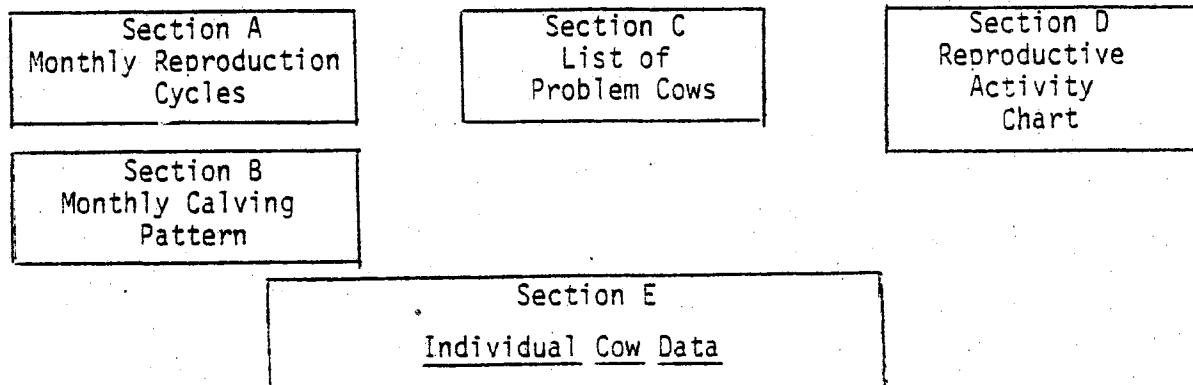 Section A
Monthly Reproduction
Cycles
Section C
List of
Problem Cows
Section D
Reproductive
Activity
Chart
Section B
Monthly Calving
Pattern
Section E
Individual Cow Data